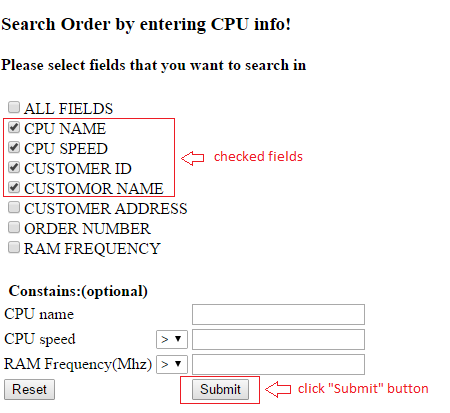 Search Order by entering CPU info!
Please select fields that you want to search in
ALL FIELDS
CPU NAME
CPU SPEED
checked fields
CUSTOMER ID
CUSTOMOR NAME
CUSTOMER ADDRESS
ORDER NUMBER
RAM FREQUENCY
Constains:(optional)
CPU name
CPU speed >
RAM Frequency(Mhz) >
Reset Submit click "Submit" button